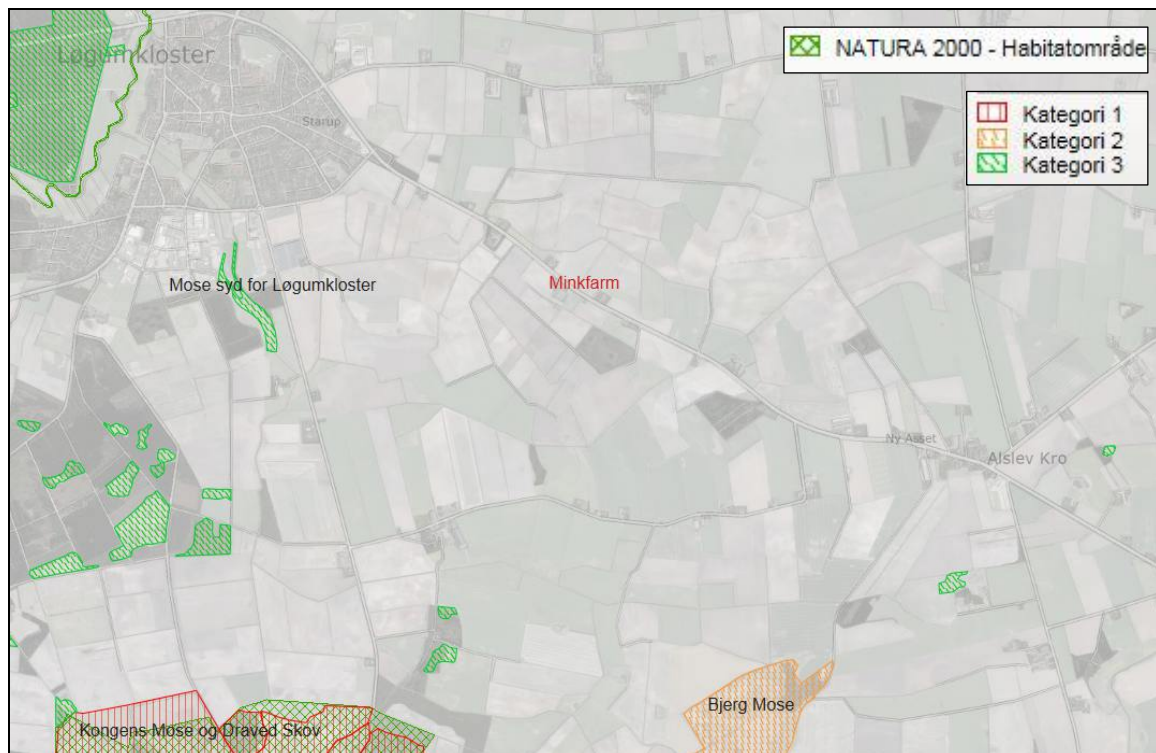 Løgumkloster
NATURA 2000 - Habitatområde
Starup
Kategori 1
Kategori 2
Kategori 3
Mose syd for Løgumkloster
Minkfarm
Ny Asset
Alslev Kro
Bjerg Mose
Kongens Mose og Draved Skov